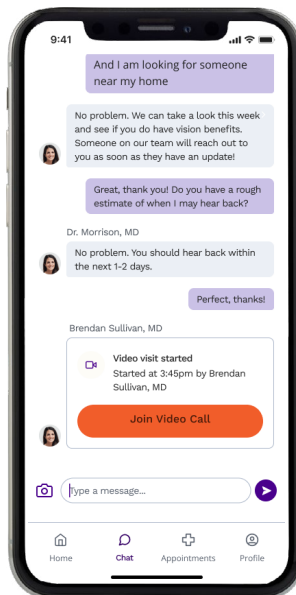 9:41
And I am looking for someone
near my home
No problem. We can take a look this week
and see if you do have vision benefits.
Someone on our team will reach out to
you as soon as they have an update!
Great, thank you! Do you have a rough
estimate of when I may hear back?
Dr. Morrison, MD
No problem. You should hear back within
the next 1-2 days.
Perfect, thanks!
Brendan Sullivan, MD
Video visit started
Started at 3:45pm by Brendan
Sullivan, MD
Join Video Call
Type a message...
Home
Chat
Appointments
Profile